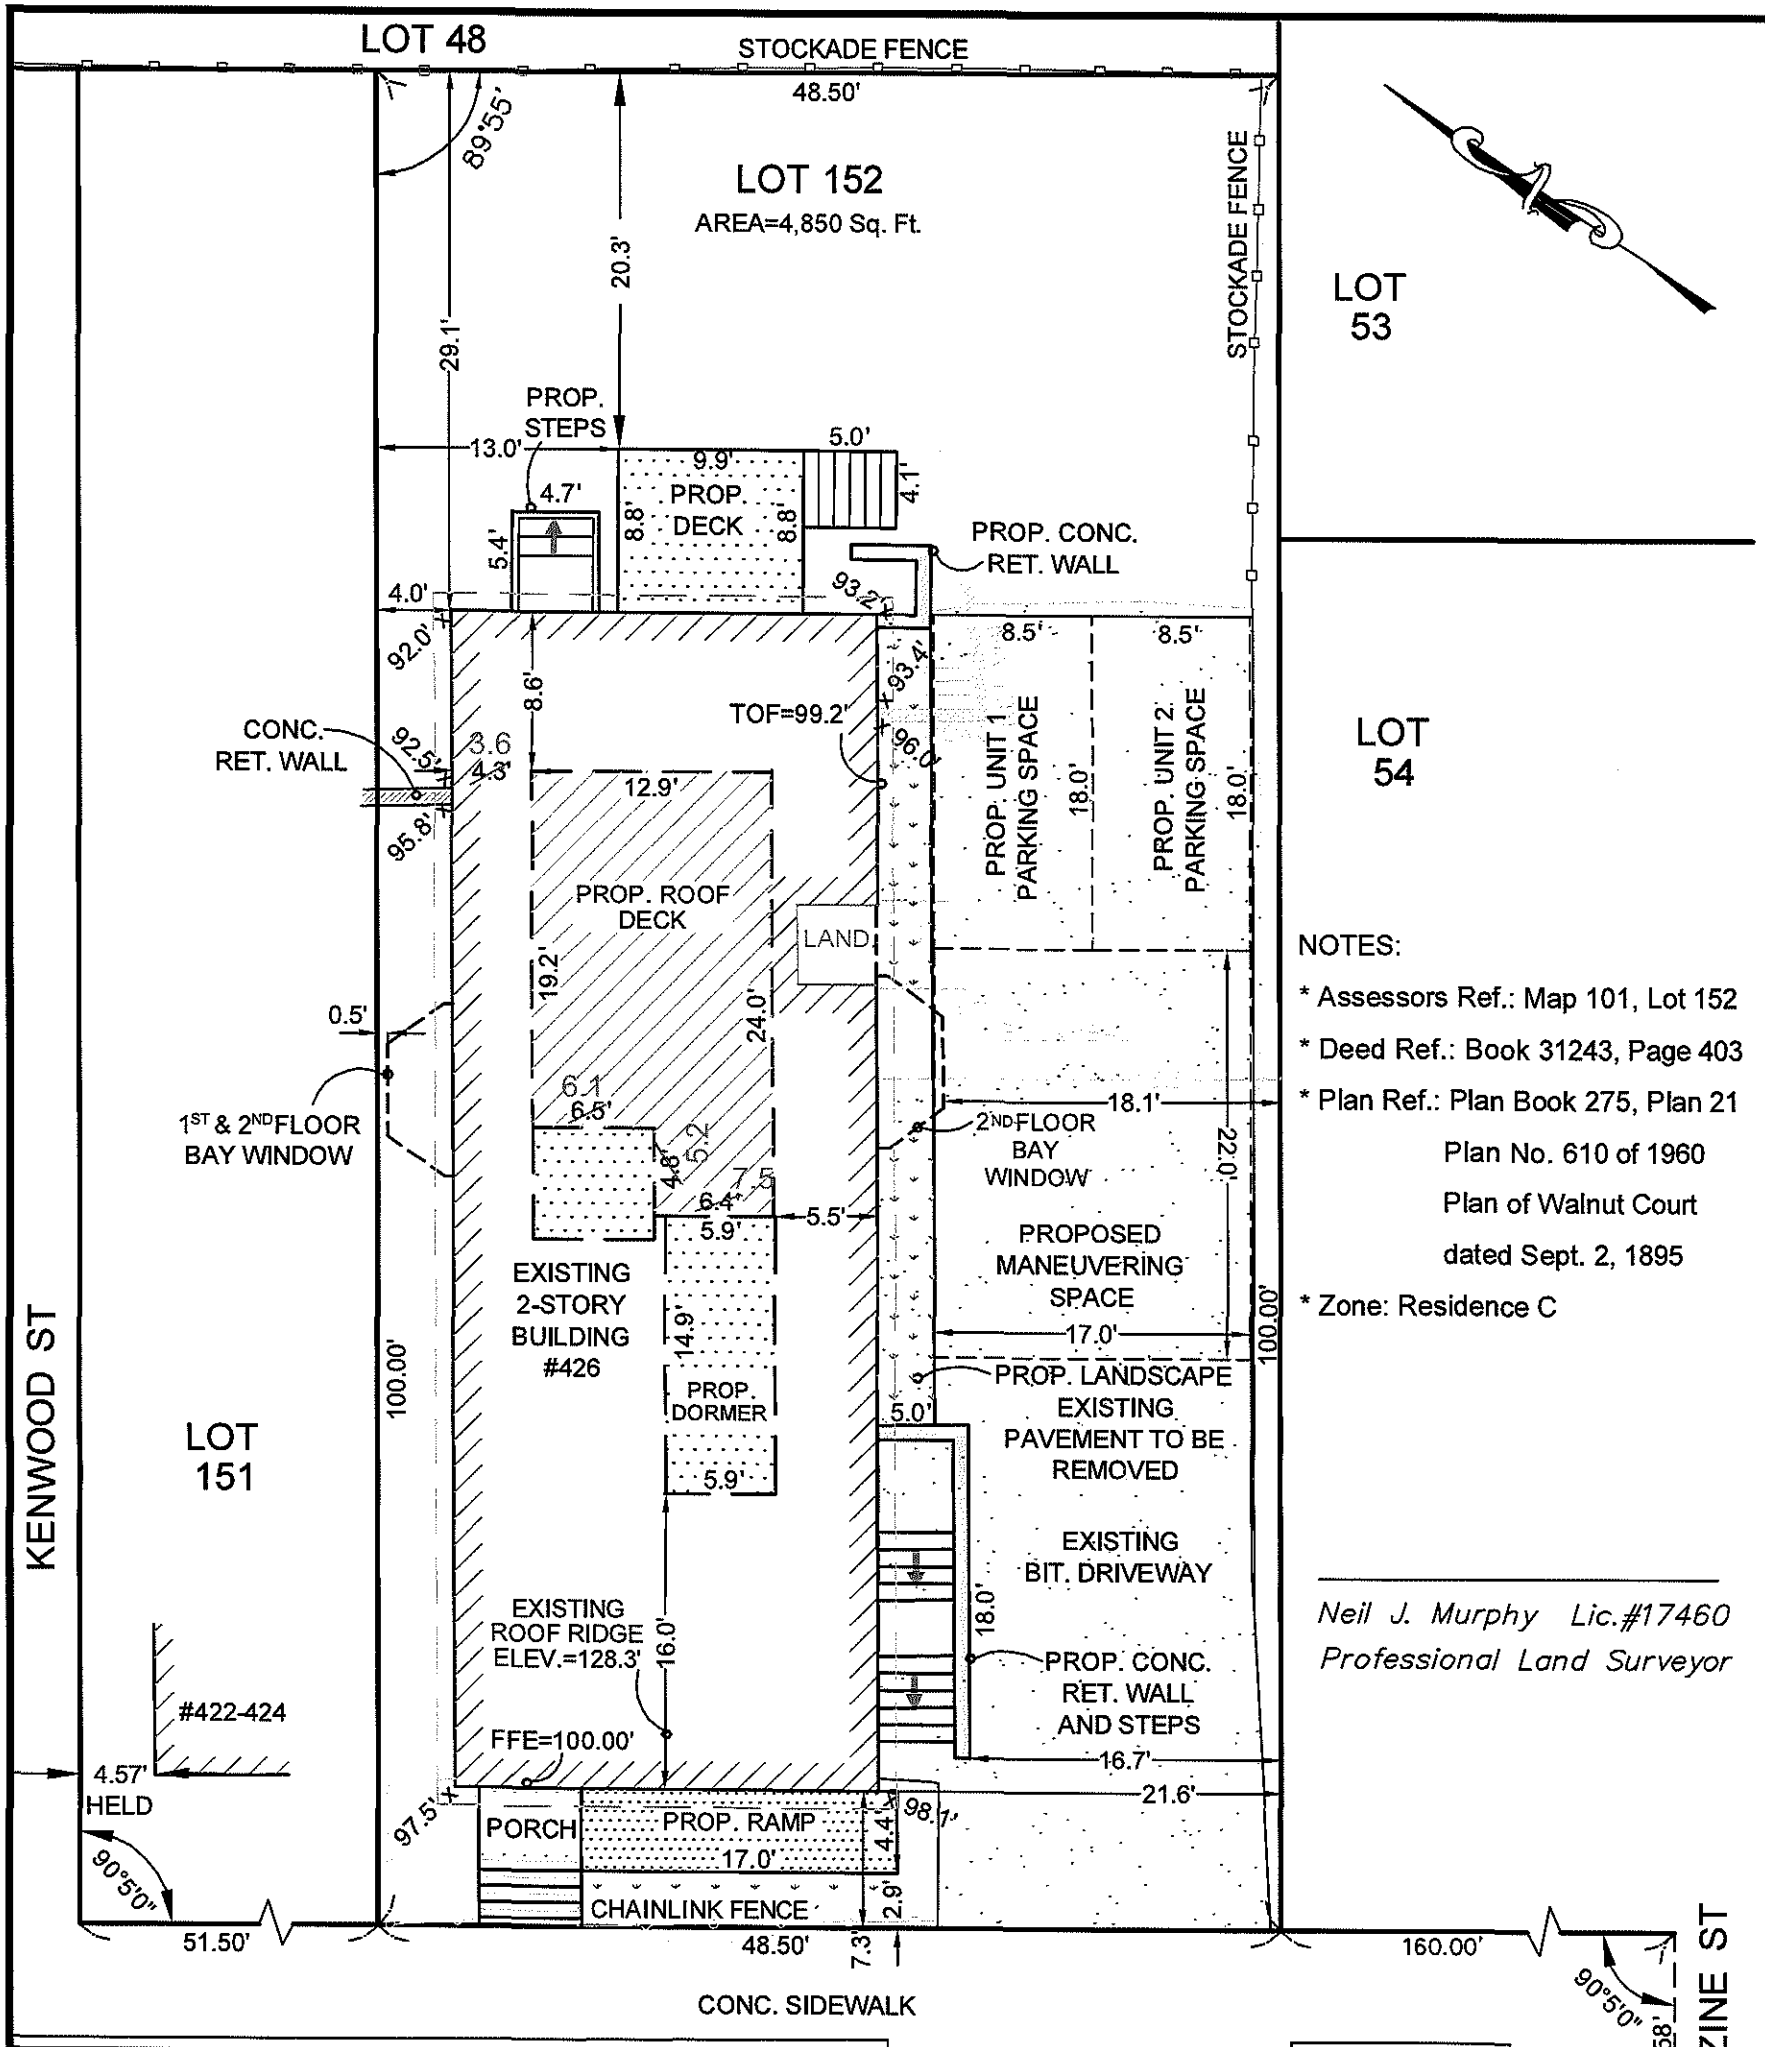 LOT 48
STOCKADE FENCE
48.50'
89°55'
LOT 152
AREA=4,850 Sq. Ft.
20.3'
29.1'
STOCKADE FENCE
LOT
53
PROP.
STEPS
13.0'
5.0'
9.9'
4.1'
4.7'
PROP.
DECK
8.8'
8.8'
5.4'
PROP. CONC.
RET. WALL
4.0'
93.2'
92.0'
8.5'
8.5'
93.4'
8.6'
TOF=99.2'
96.0'
CONC.
RET. WALL
92.5'
3.6
4.3'
12.9'
95.8'
PROP. UNIT 1
PARKING SPACE
18.0'
PROP. UNIT 2
PARKING SPACE
18.0'
LOT
54
PROP. ROOF
DECK
LAND.
19.2'
24.0'
NOTES:
* Assessors Ref.: Map 101, Lot 152
* Deed Ref.: Book 31243, Page 403
* Plan Ref.: Plan Book 275, Plan 21
Plan No. 610 of 1960
Plan of Walnut Court
dated Sept. 2, 1895
* Zone: Residence C
0.5'
1ST & 2ND FLOOR
BAY WINDOW
6.1
6.5'
18.1'
2ND FLOOR
BAY
WINDOW
22.0'
4.8'
5.2
7.5
6.4'
5.9'
5.5'
PROPOSED
MANEUVERING
SPACE
17.0'
100.00'
EXISTING
2-STORY
BUILDING
#426
14.9'
PROP.
DORMER
5.9'
PROP. LANDSCAPE
EXISTING
PAVEMENT TO BE
REMOVED
5.0'
100.00'
KENWOOD ST
LOT
151
EXISTING
BIT. DRIVEWAY
18.0'
EXISTING
ROOF RIDGE
ELEV.=128.3'
16.0'
PROP. CONC.
RET. WALL
AND STEPS
Neil J. Murphy Lic.#17460
Professional Land Surveyor
#422-424
FFE=100.00'
16.7'
4.57'
HELD
21.6'
97.5'
PORCH
PROP. RAMP
17.0'
4.4'
98.1'
90°5'0"
CHAINLINK FENCE
2.9'
7.3'
51.50'
48.50'
160.00'
90°5'0"
58'
ZINE ST
CONC. SIDEWALK